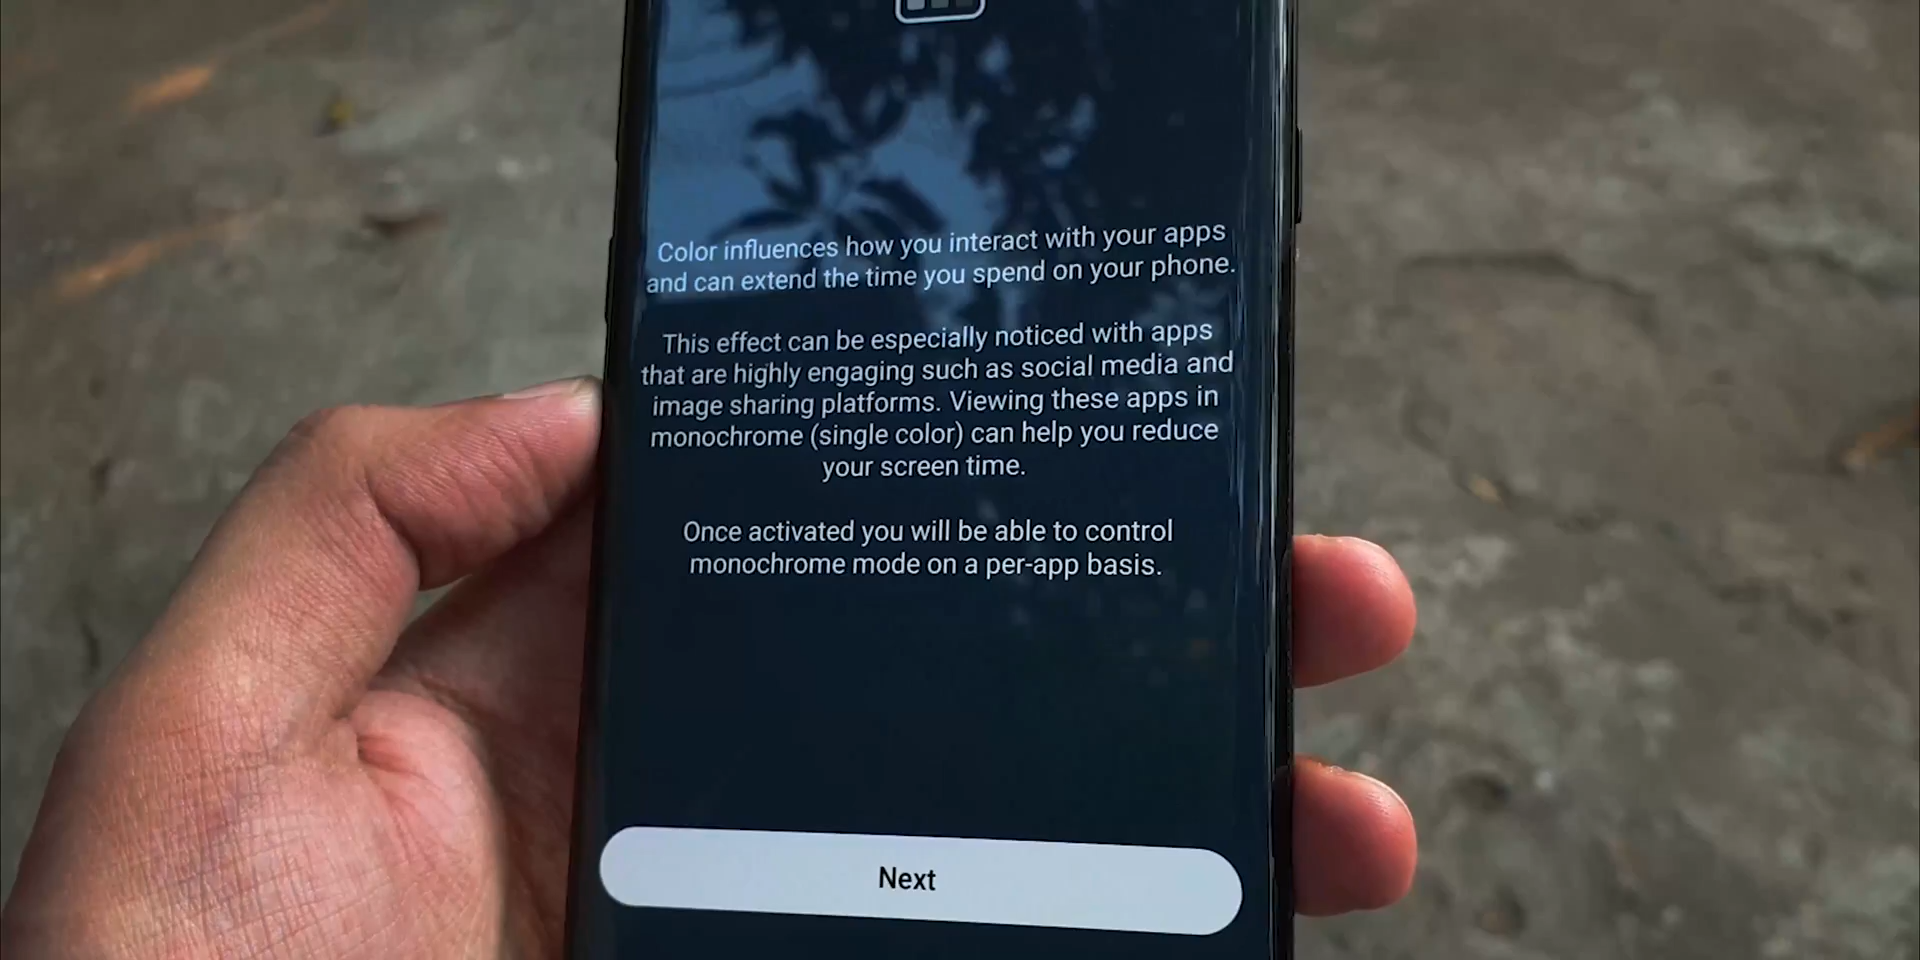 Color influences how you interact with your apps
and can extend the time you spend on your phone.
This effect can be especially noticed with apps
that are highly engaging such as social media and
image sharing platforms. Viewing these apps in
monochrome (single color) can help you reduce
your screen time.
Once activated you will be able to control
monochrome mode on a per-app basis.
Next